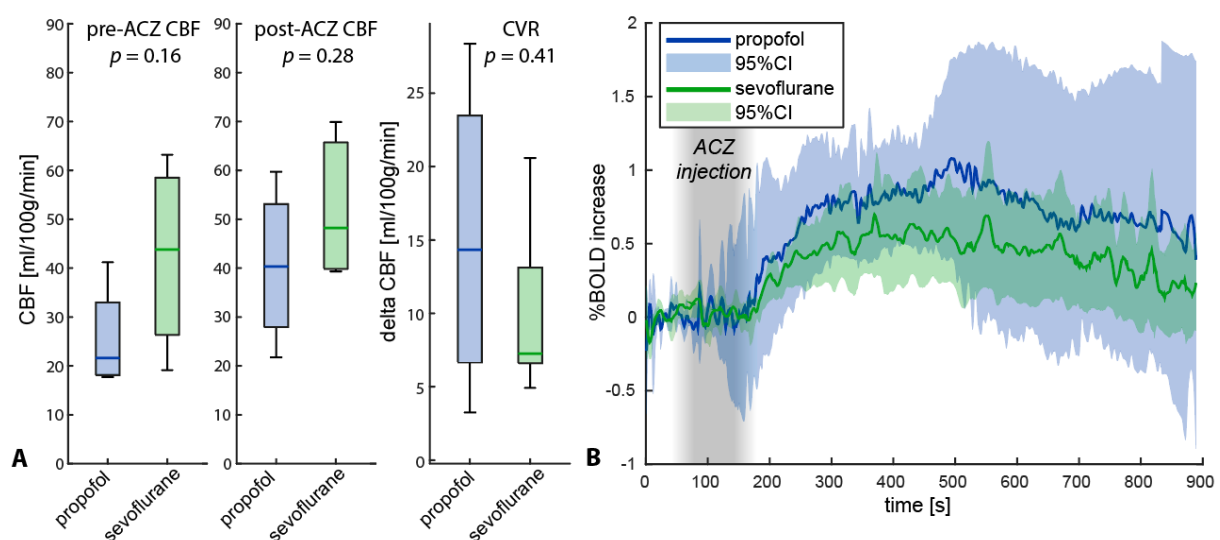 pre-ACZ CBF
p = 0.16
CBF [ml/100g/min]
90
80
70
60
50
40
30
20
10
0
propofol
sevoflurane
post-ACZ CBF
p = 0.28
90
80
70
60
50
40
30
20
10
0
propofol
sevoflurane
CVR
p = 0.41
delta CBF [ml/100g/min]
25
20
15
10
5
0
propofol
sevoflurane
A
%BOLD increase
2
1.5
1
0.5
0
-0.5
-1
propofol
95%CI
sevoflurane
95%CI
ACZ
injection
0 100 200 300 400 500 600 700 800 900
time [s]
B